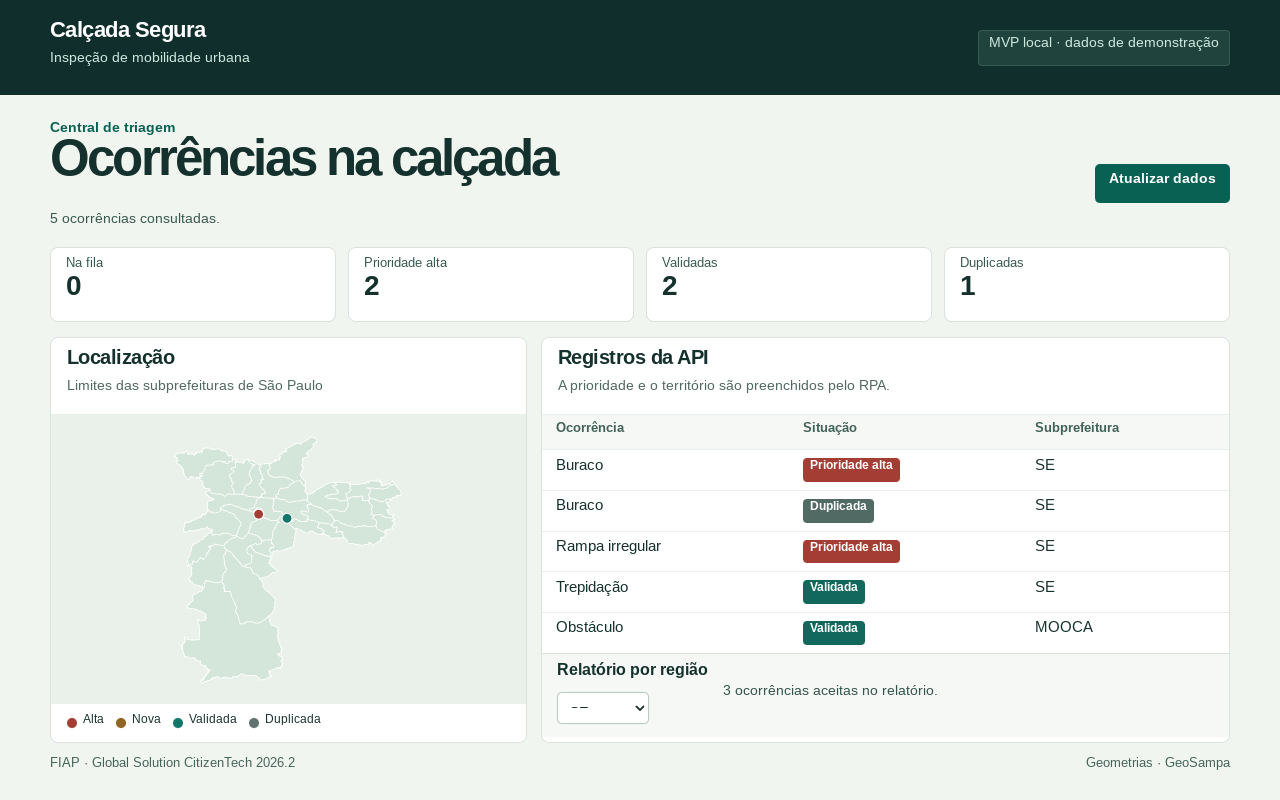 Calçada Segura
Inspeção de mobilidade urbana
MVP local · dados de demonstração
Central de triagem
Ocorrências na calçada
Atualizar dados
5 ocorrências consultadas.
Na fila
0
Prioridade alta
2
Validadas
2
Duplicadas
1
Localização
Limites das subprefeituras de São Paulo
Alta
Nova
Validada
Duplicada
Registros da API
A prioridade e o território são preenchidos pelo RPA.
Ocorrência Situação Subprefeitura
Buraco Prioridade alta SE
Buraco Duplicada SE
Rampa irregular Prioridade alta SE
Trepidação Validada SE
Obstáculo Validada MOOCA
Relatório por região
3 ocorrências aceitas no relatório.
FIAP · Global Solution CitizenTech 2026.2
Geometrias · GeoSampa